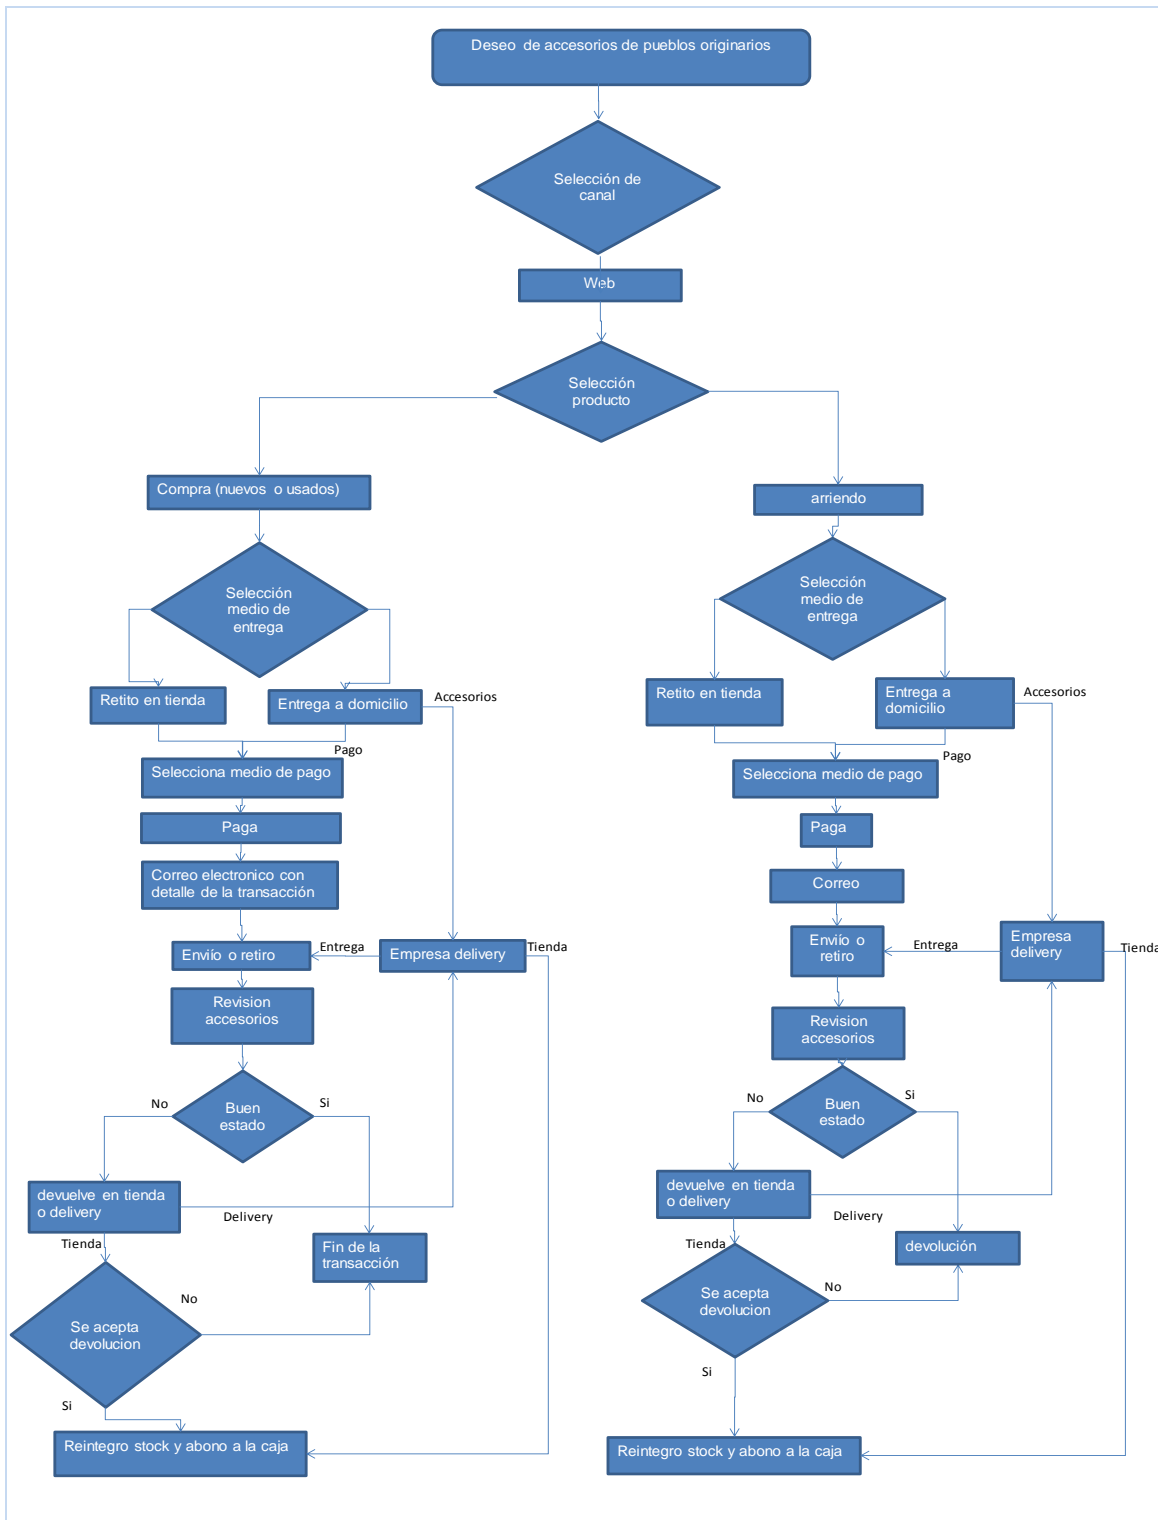 Deseo de accesorios de pueblos originarios
Selección de
canal
Web
Selección
producto
Compra (nuevos o usados)
arriendo
Selección
medio de
entrega
Selección
medio de
entrega
Retito en tienda
Entrega a domicilio
Accesorios
Retito en tienda
Entrega a
domicilio
Accesorios
Pago
Pago
Selecciona medio de pago
Selecciona medio de pago
Paga
Paga
Correo electronico con
detalle de la transacción
Correo
Enviío o retiro
Entrega
Empresa delivery
Tienda
Enviío o
retiro
Entrega
Empresa
delivery
Tienda
Revision
accesorios
Revision
accesorios
No
Buen
estado
Si
No
Buen
estado
Si
devuelve en tienda
o delivery
Delivery
devuelve en tienda
o delivery
Delivery
Tienda
Fin de la
transacción
Tienda
devolución
Se acepta
devolucion
No
Se acepta
devolucion
No
Si
Si
Reintegro stock y abono a la caja
Reintegro stock y abono a la caja